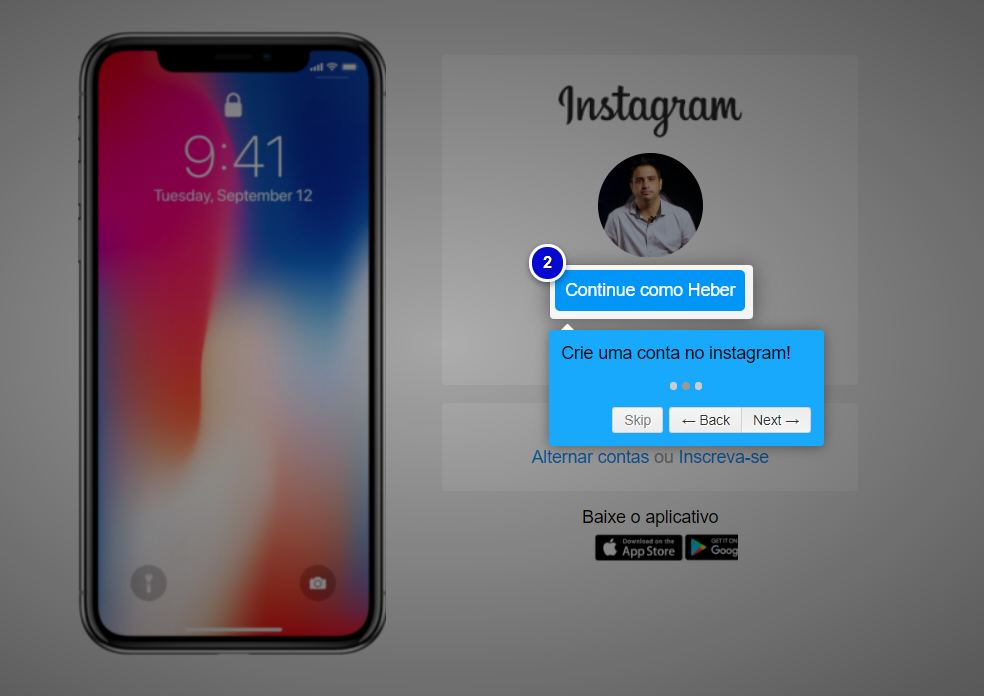 9:41
Tuesday, September 12
Instagram
2
Continue como Heber
Crie uma conta no instagram!
Skip
← Back
Next →
Alternar contas ou Inscreva-se
Baixe o aplicativo
Download on the
App Store
GET IT ON
Goog